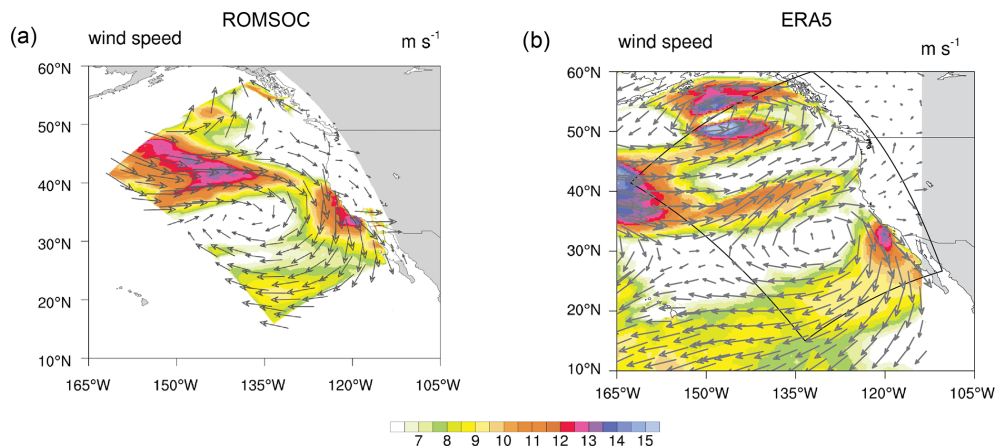 ROMSOC
ERA5
(a)
wind speed
m s-1
(b)
wind speed
m s-1
60°N
50°N
40°N
30°N
20°N
10°N
165°W
150°W
135°W
120°W
105°W
60°N
50°N
40°N
30°N
20°N
10°N
165°W
150°W
135°W
120°W
105°W
7 8 9 10 11 12 13 14 15